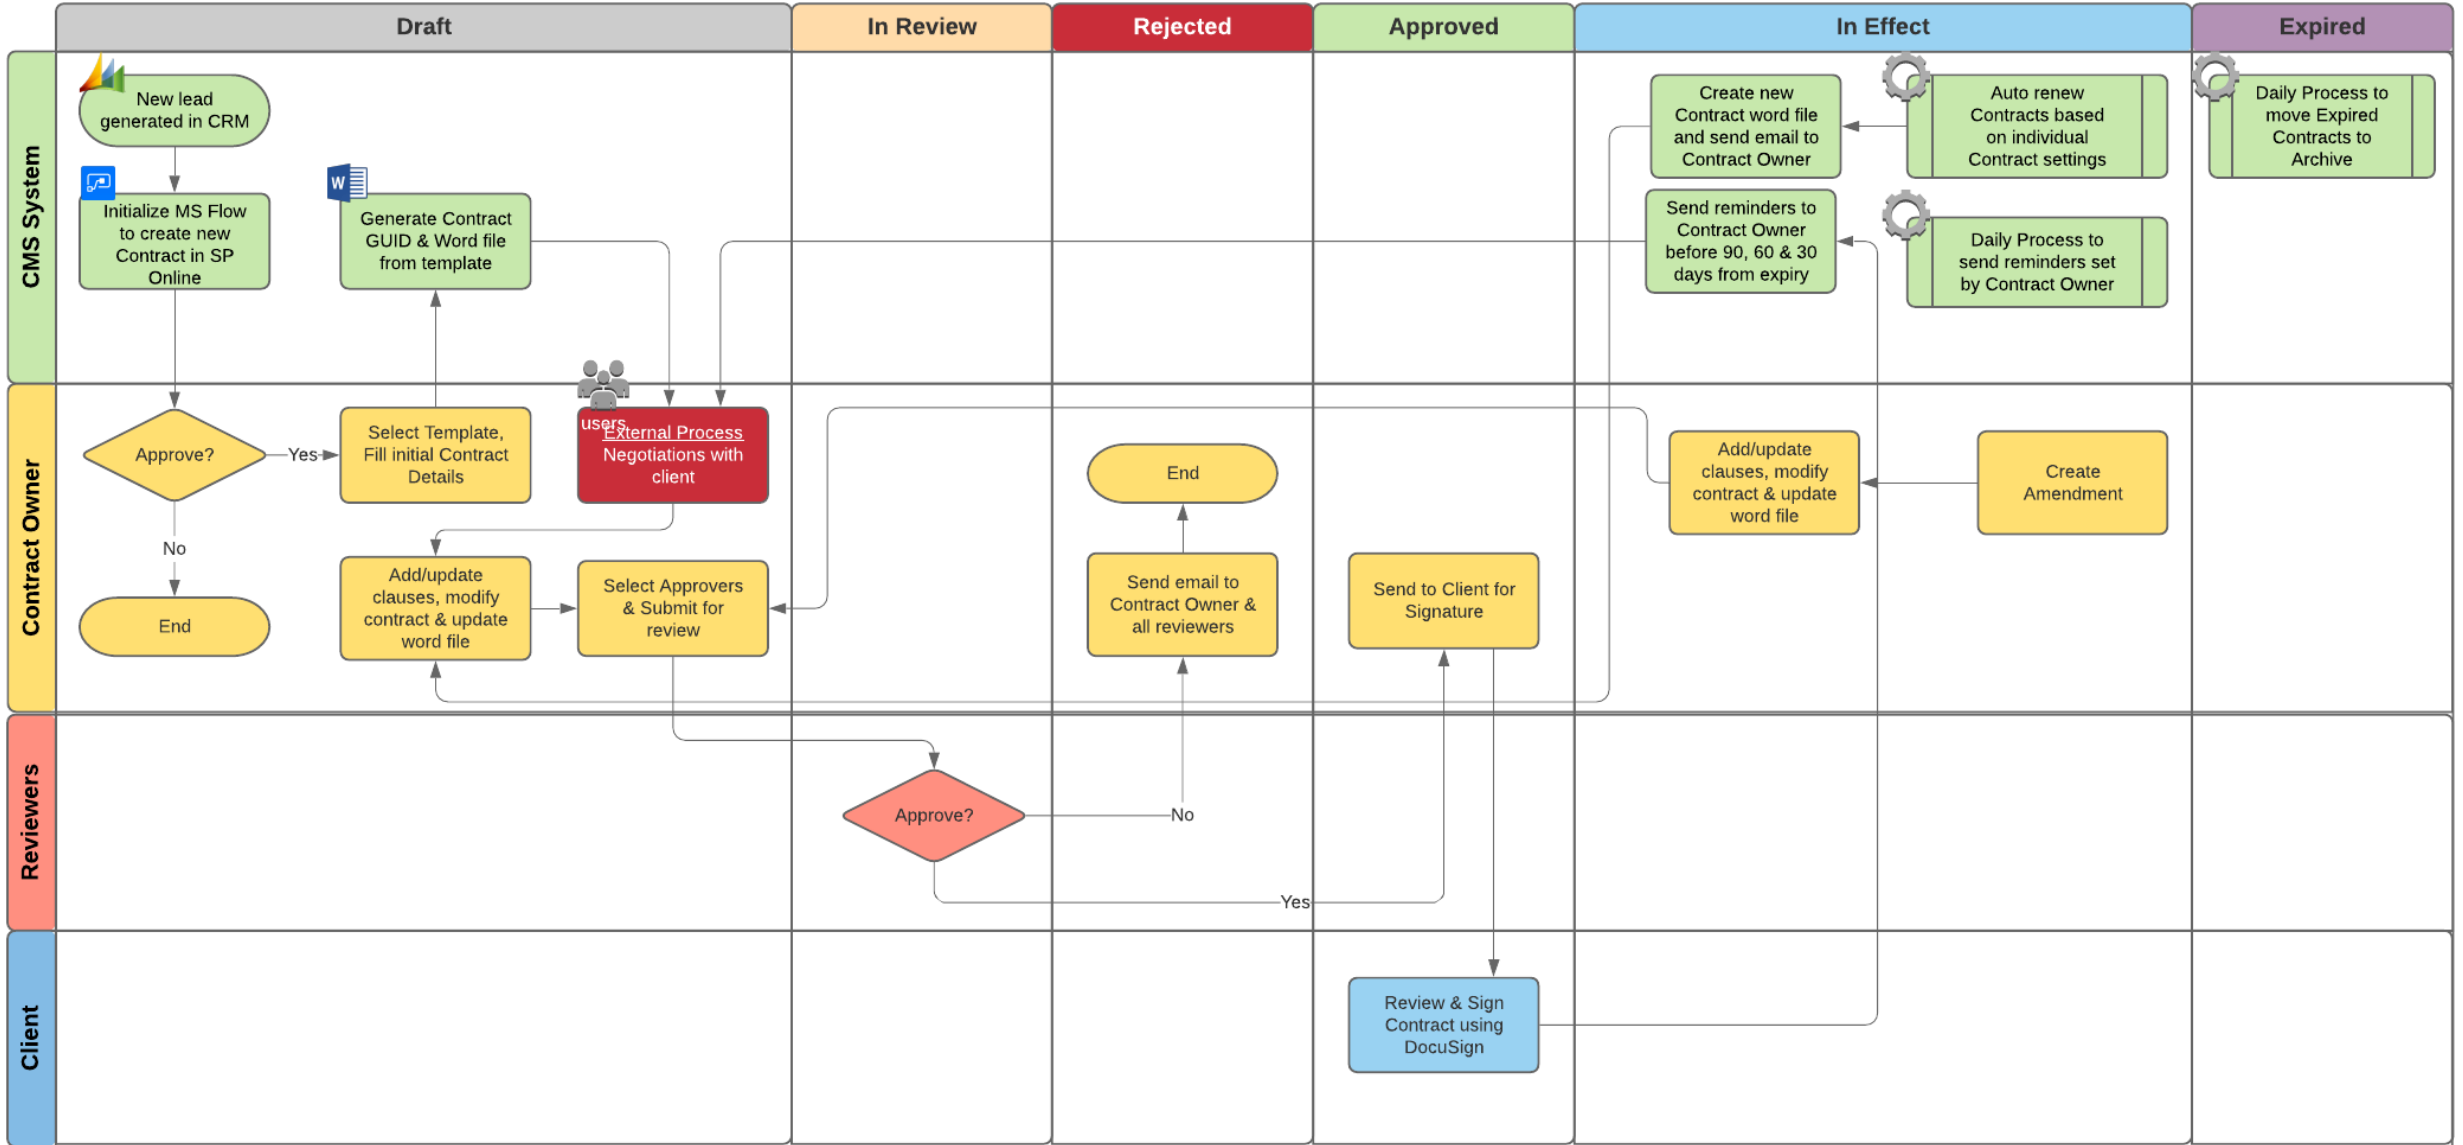 Draft
In Review
Rejected
Approved
In Effect
Expired
CMS System
New lead
generated in CRM
Initialize MS Flow
to create new
Contract in SP
Online
W
Generate Contract
GUID & Word file
from template
Create new
Contract word file
and send email to
Contract Owner
Auto renew
Contracts based
on individual
Contract settings
Daily Process to
move Expired
Contracts to
Archive
Send reminders to
Contract Owner
before 90, 60 & 30
days from expiry
Daily Process to
send reminders set
by Contract Owner
Contract Owner
Approve?
Yes
Select Template,
Fill initial Contract
Details
users
External Process
Negotiations with
client
No
End
Add/update
clauses, modify
contract & update
word file
Select Approvers
& Submit for
review
End
Send email to
Contract Owner &
all reviewers
Send to Client for
Signature
Add/update
clauses, modify
contract & update
word file
Create
Amendment
Reviewers
Approve?
No
Yes
Client
Review & Sign
Contract using
DocuSign